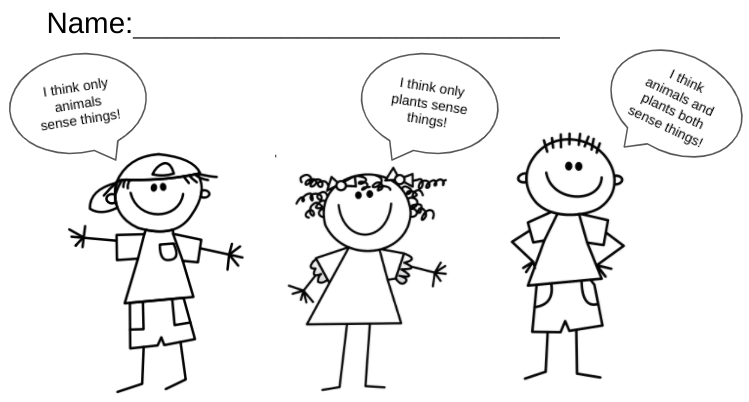 Name:
I think only
animals
sense things!
I think only
plants sense
things!
I think
animals and
plants both
sense things!